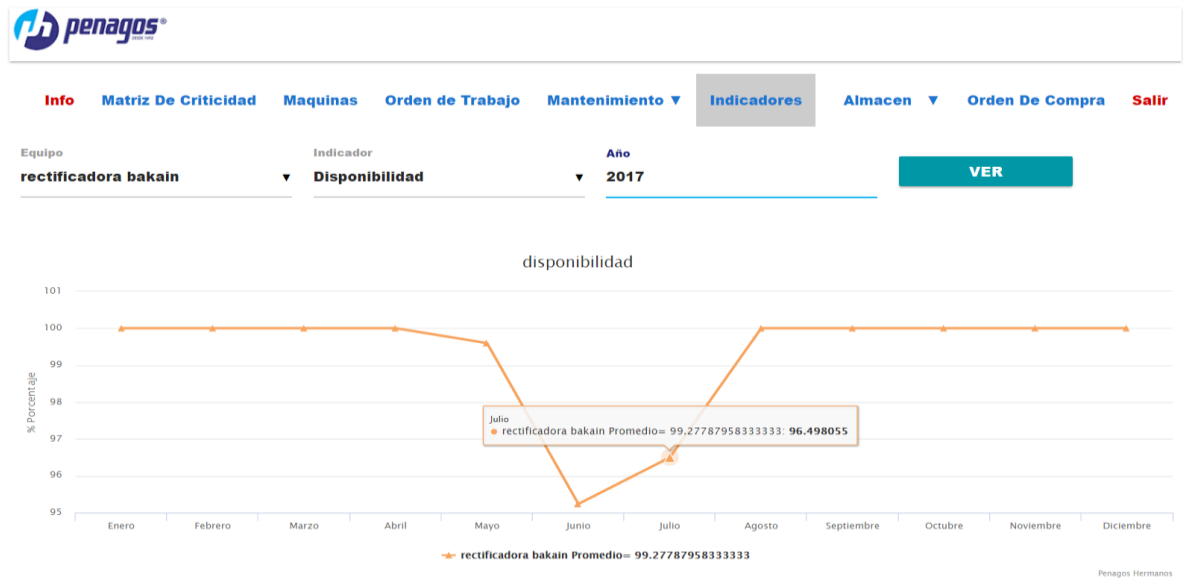 penagos®
DESDE 1892
Info Matriz De Criticidad Maquinas Orden de Trabajo Mantenimiento ▼ Indicadores Almacen ▼ Orden De Compra Salir
Equipo Indicador Año
rectificadora bakain ▼ Disponibilidad ▼ 2017 VER
disponibilidad
101
100
99
98
97
96
95
% Porcentaje
Julio
rectificadora bakain Promedio= 99.27787958333333: 96.498055
Enero Febrero Marzo Abril Mayo Junio Julio Agosto Septiembre Octubre Noviembre Diciembre
rectificadora bakain Promedio= 99.27787958333333
Penagos Hermanos